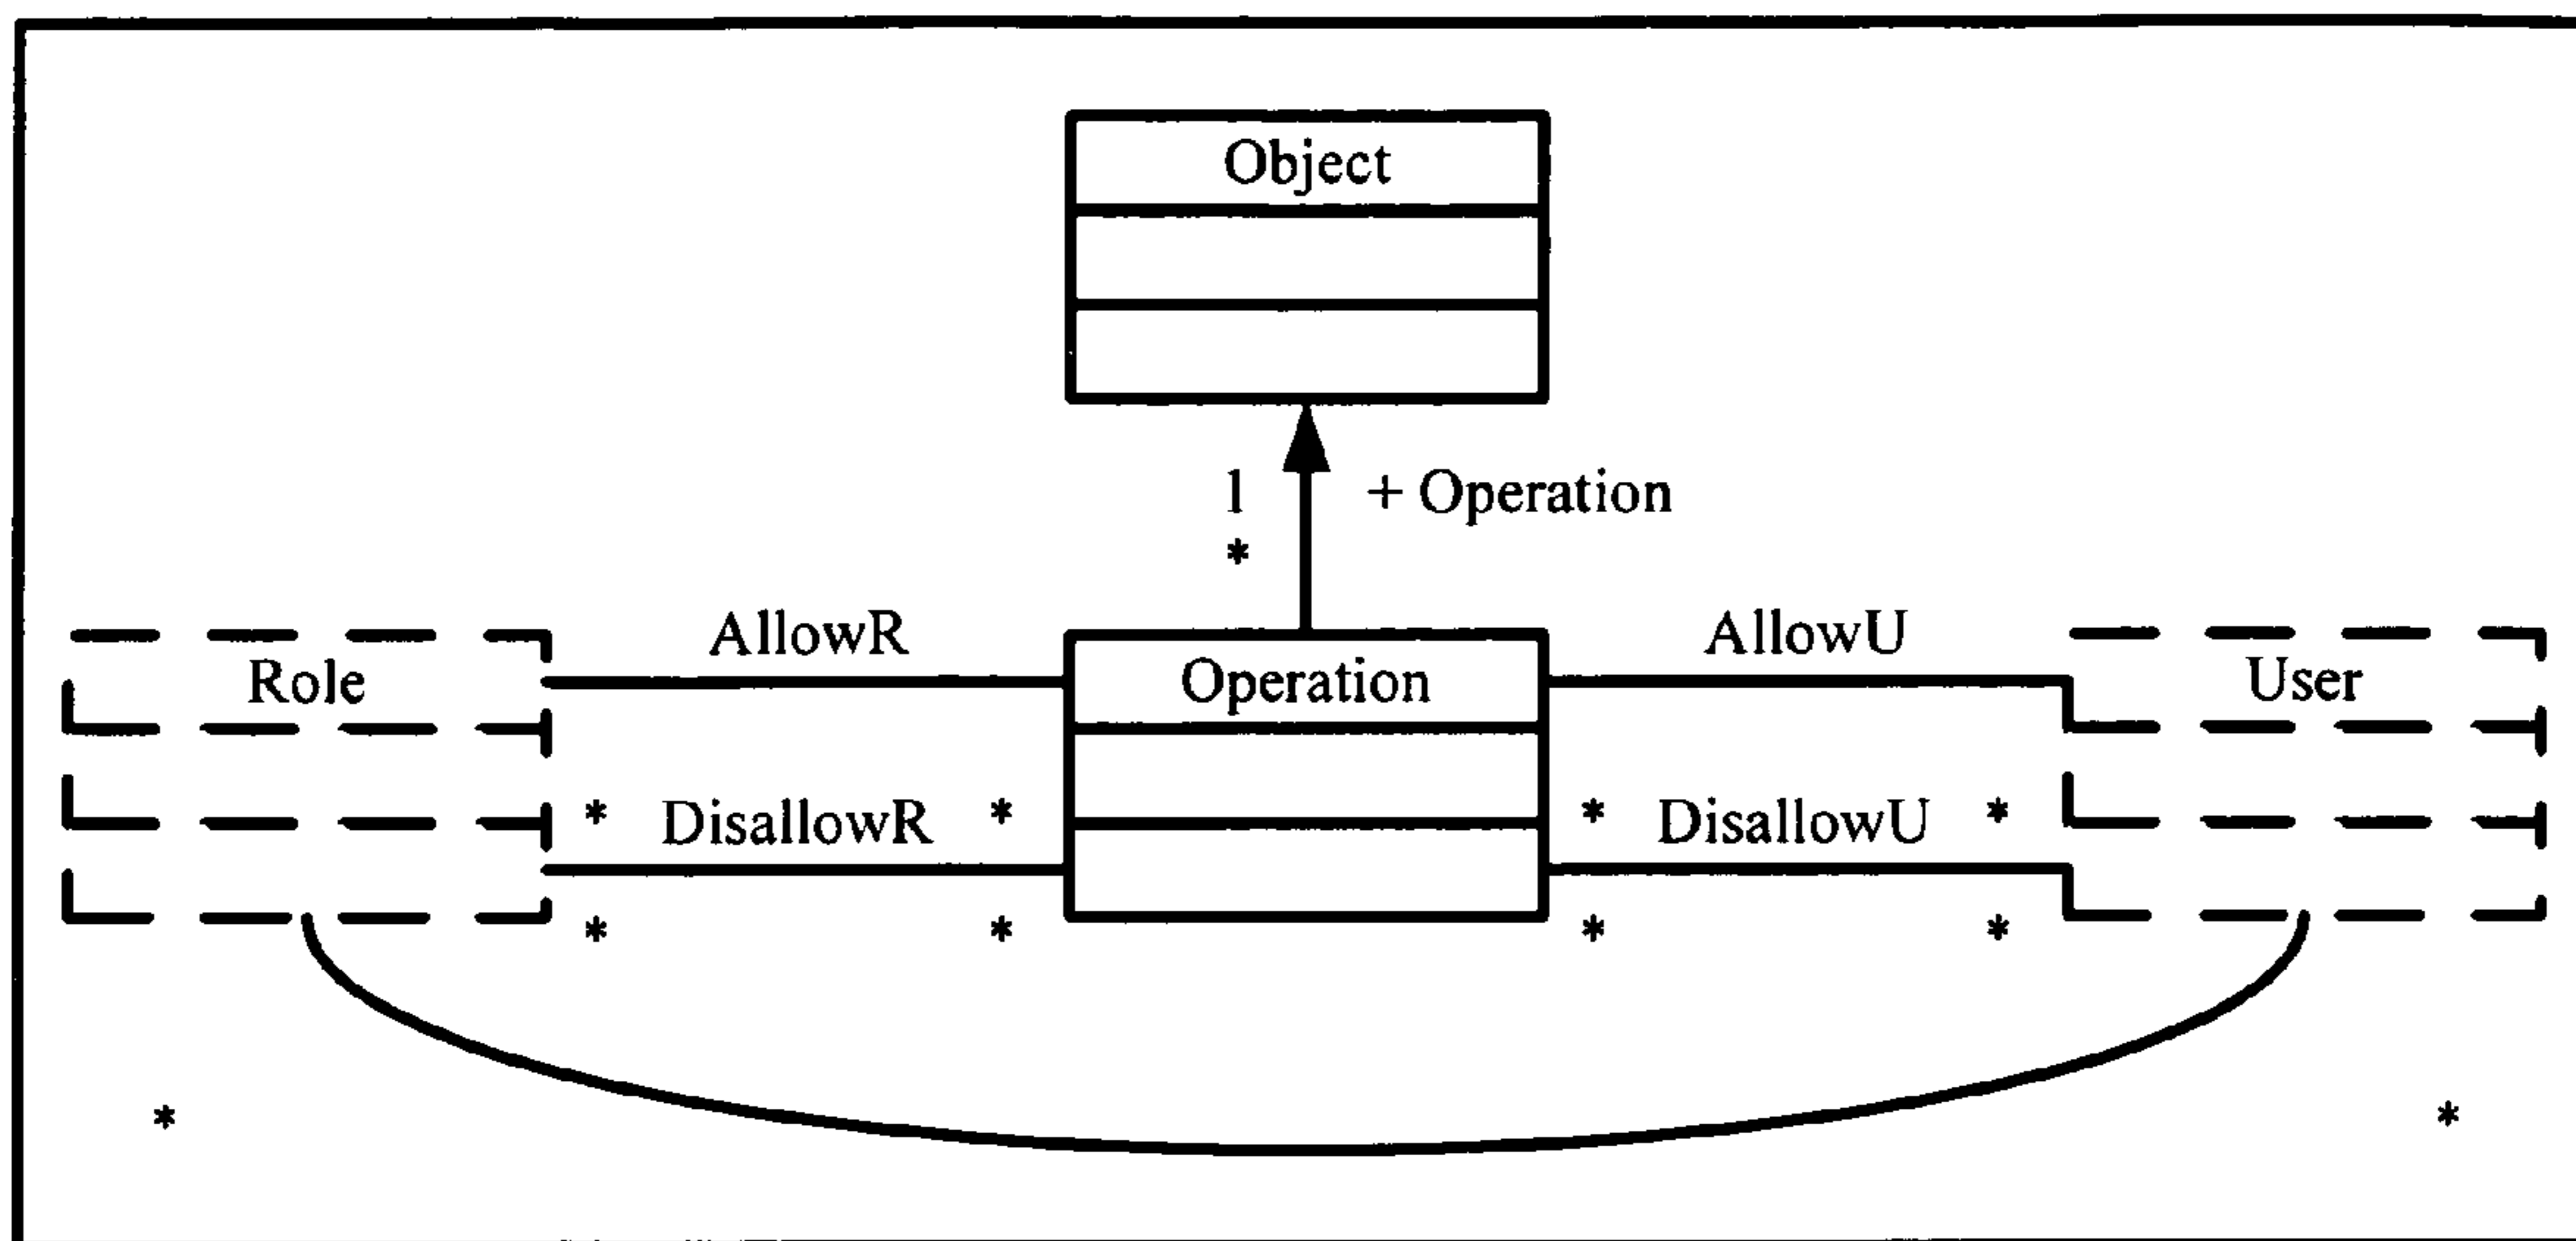 Object
1 + Operation
*
AllowR AllowU
Role Operation User
* DisallowR * * DisallowU *
* * * *
* *